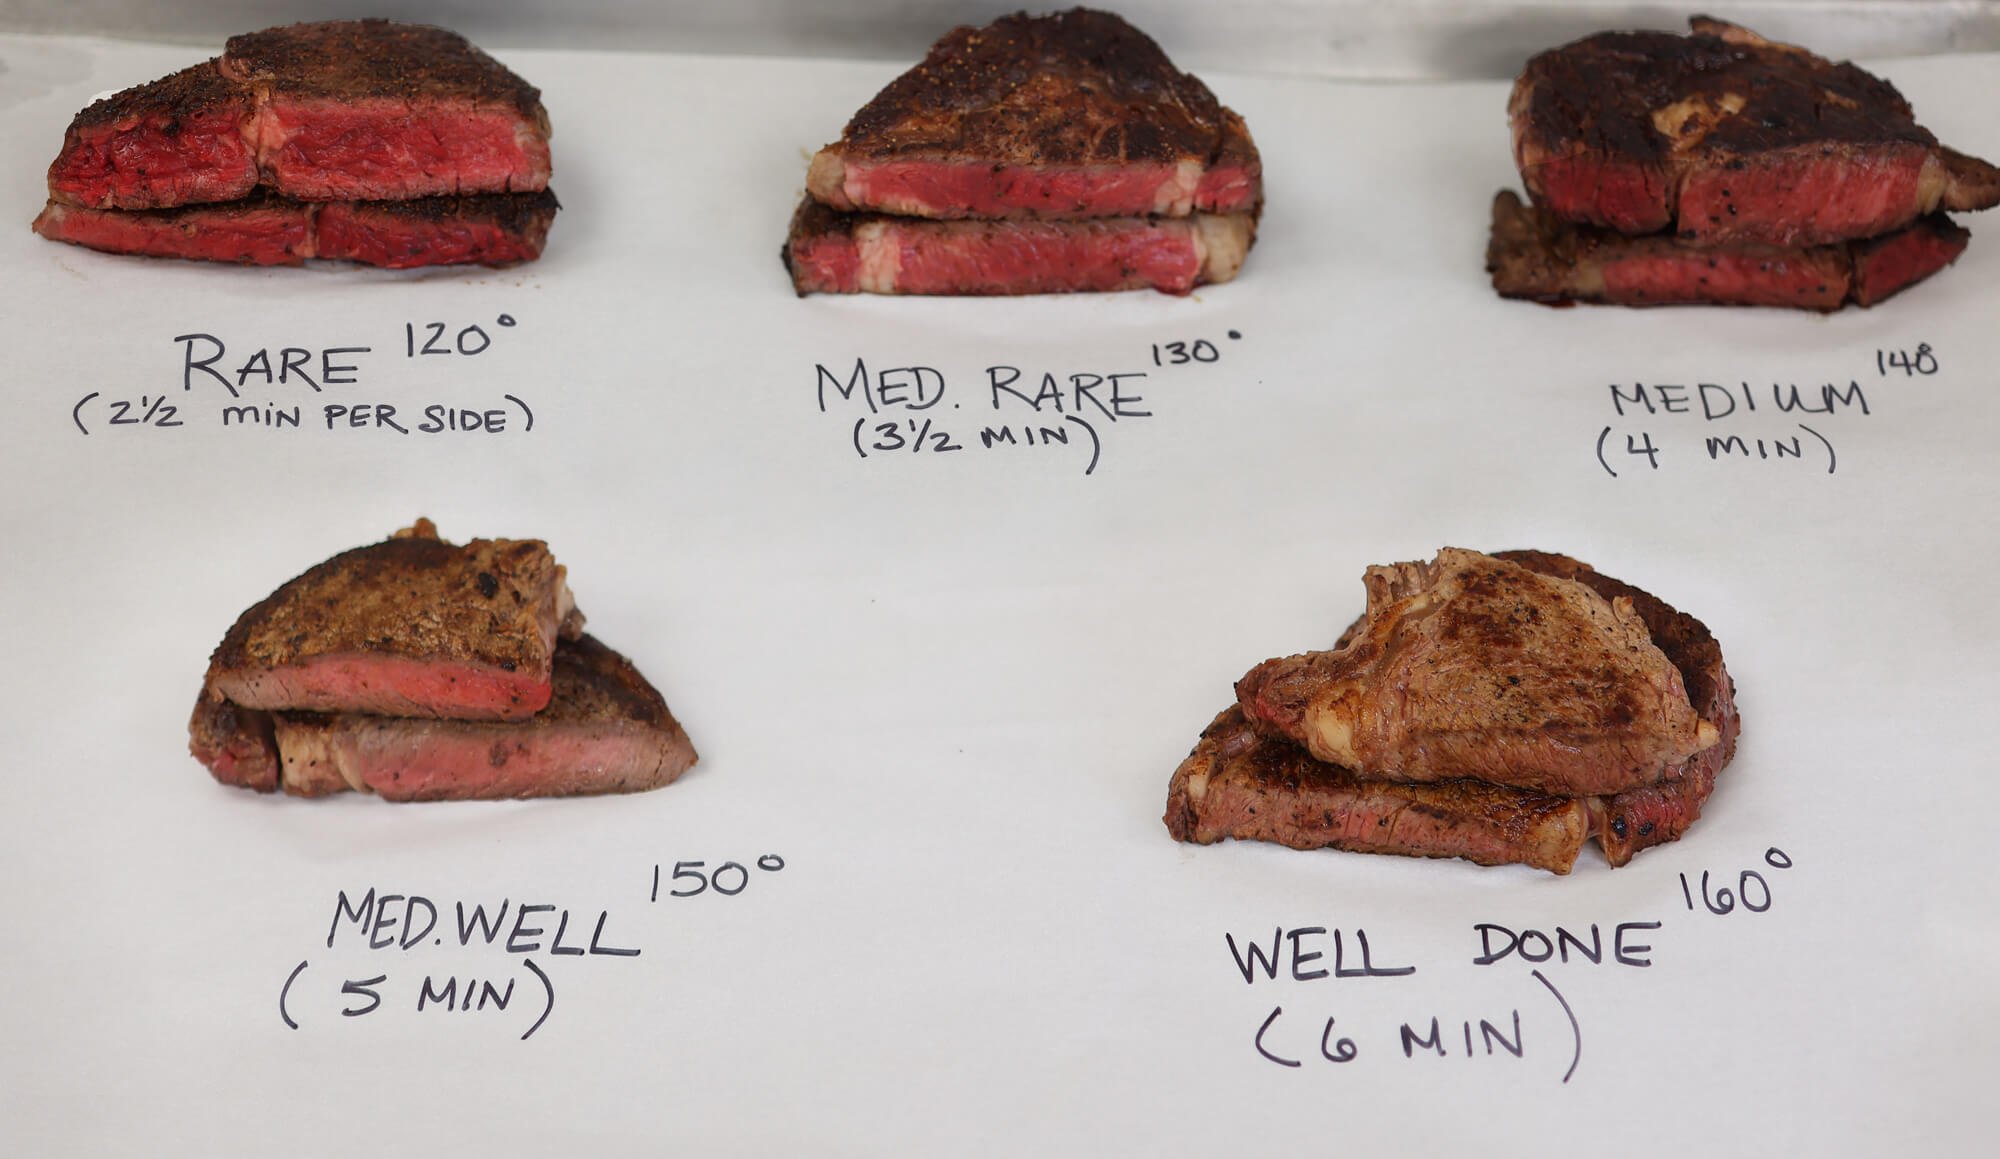 RARE 120°
(2½ MIN PER SIDE)
MED. RARE 130°
(3½ MIN)
MEDIUM 140°
(4 MIN)
MED. WELL 150°
(5 MIN)
WELL DONE 160°
(6 MIN)